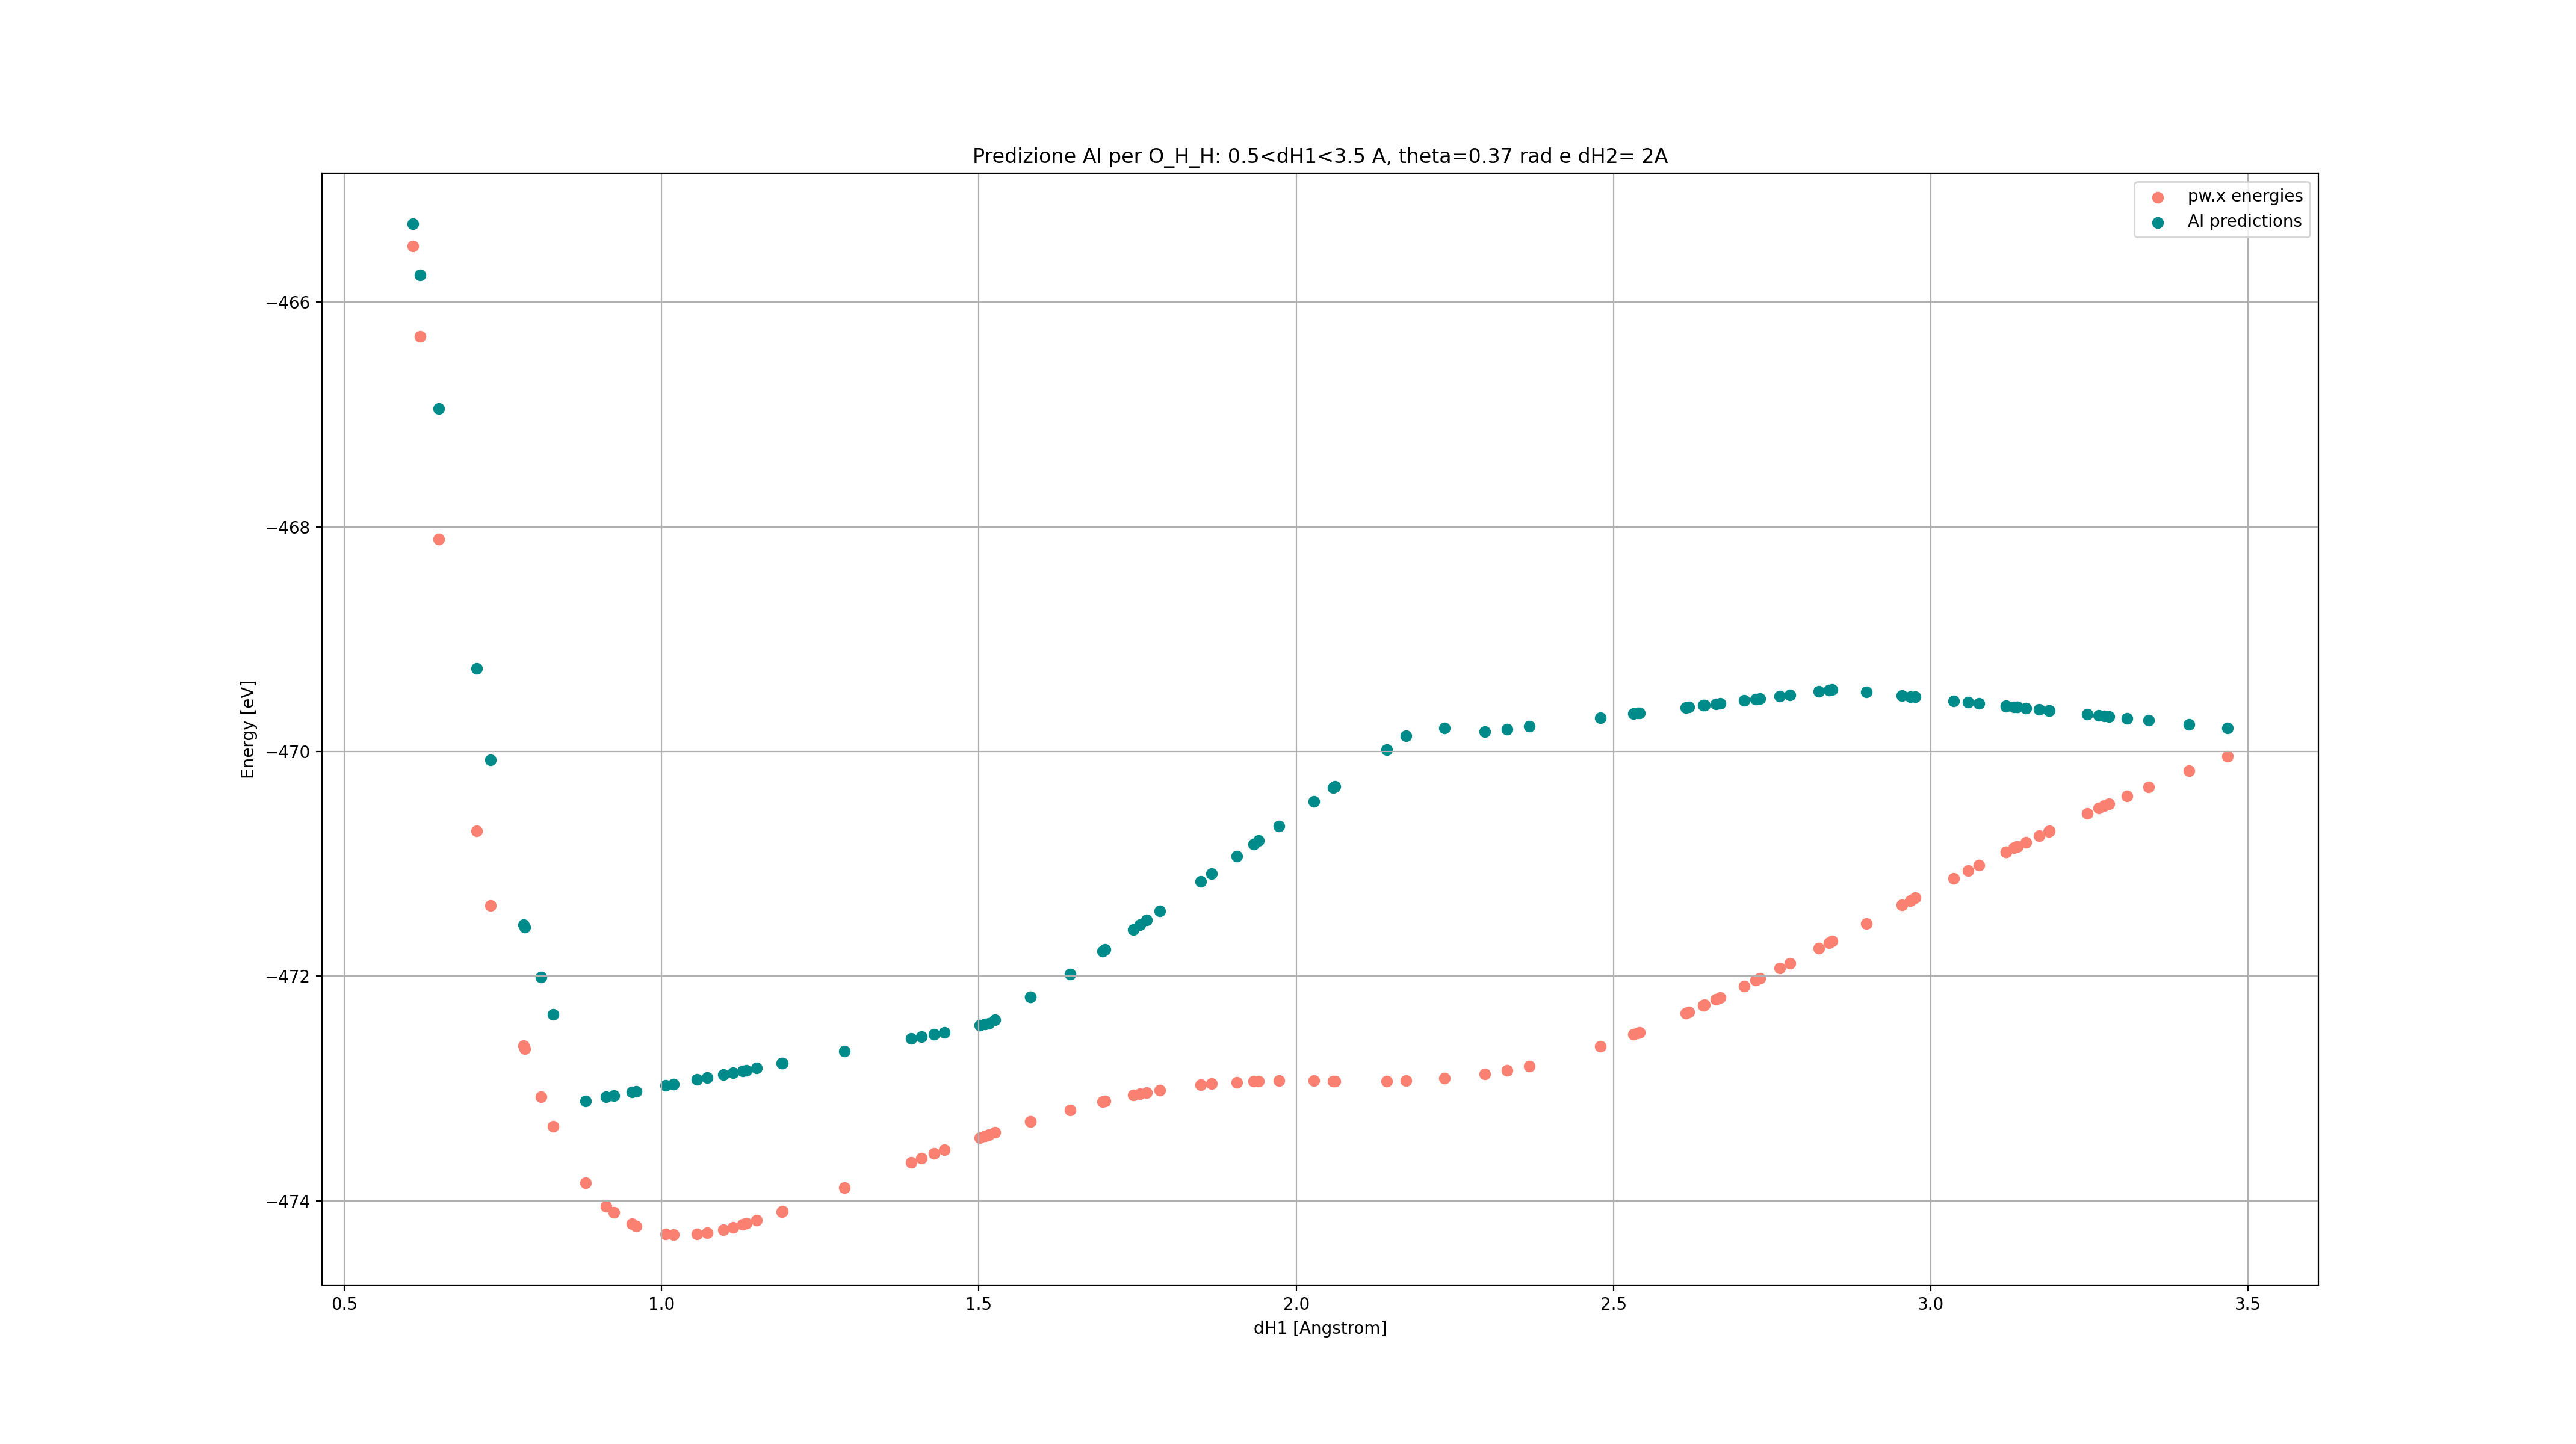 Predizione AI per O_H_H: 0.5<dH1<3.5 A, theta=0.37 rad e dH2= 2A
pw.x energies
AI predictions
−466
−468
−470
−472
−474
Energy [eV]
0.5 1.0 1.5 2.0 2.5 3.0 3.5
dH1 [Angstrom]